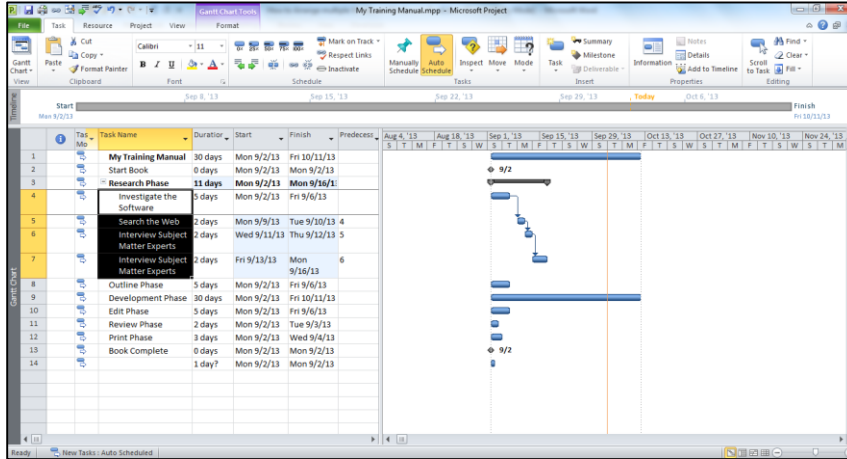 Gantt Chart Tools
My Training Manual.mpp - Microsoft Project
File Task Resource Project View Format
Gantt Chart
View
Paste
Cut
Copy
Format Painter
Clipboard
Calibri 11
B I U A
Font
Mark on Track
Respect Links
Inactivate
Schedule
Manually Schedule
Auto Schedule
Inspect Move Mode
Tasks
Task
Summary
Milestone
Deliverable
Insert
Information
Notes
Details
Add to Timeline
Properties
Scroll to Task
Find
Clear
Fill
Editing
Timeline
Sep 8, '13 Sep 15, '13 Sep 22, '13 Sep 29, '13 Today Oct 6, '13
Start
Mon 9/2/13
Finish
Fri 10/11/13
Tas Mo Task Name Duration Start Finish Predecess
Aug 4, '13 Aug 18, '13 Sep 1, '13 Sep 15, '13 Sep 29, '13 Oct 13, '13 Oct 27, '13 Nov 10, '13 Nov 24, '13
S T M F T S W S T M F T S W S T M F T S W S T M F T S W S T M
1 My Training Manual 30 days Mon 9/2/13 Fri 10/11/13
2 Start Book 0 days Mon 9/2/13 Mon 9/2/13
9/2
3 Research Phase 11 days Mon 9/2/13 Mon 9/16/1
4 Investigate the Software 5 days Mon 9/2/13 Fri 9/6/13
5 Search the Web 2 days Mon 9/9/13 Tue 9/10/13 4
6 Interview Subject Matter Experts 2 days Wed 9/11/13 Thu 9/12/13 5
7 Interview Subject Matter Experts 2 days Fri 9/13/13 Mon 9/16/13 6
8 Outline Phase 5 days Mon 9/2/13 Fri 9/6/13
9 Development Phase 30 days Mon 9/2/13 Fri 10/11/13
10 Edit Phase 5 days Mon 9/2/13 Fri 9/6/13
11 Review Phase 2 days Mon 9/2/13 Tue 9/3/13
12 Print Phase 3 days Mon 9/2/13 Wed 9/4/13
13 Book Complete 0 days Mon 9/2/13 Mon 9/2/13
9/2
14 1 day? Mon 9/2/13 Mon 9/2/13
Gantt Chart
Ready New Tasks : Auto Scheduled